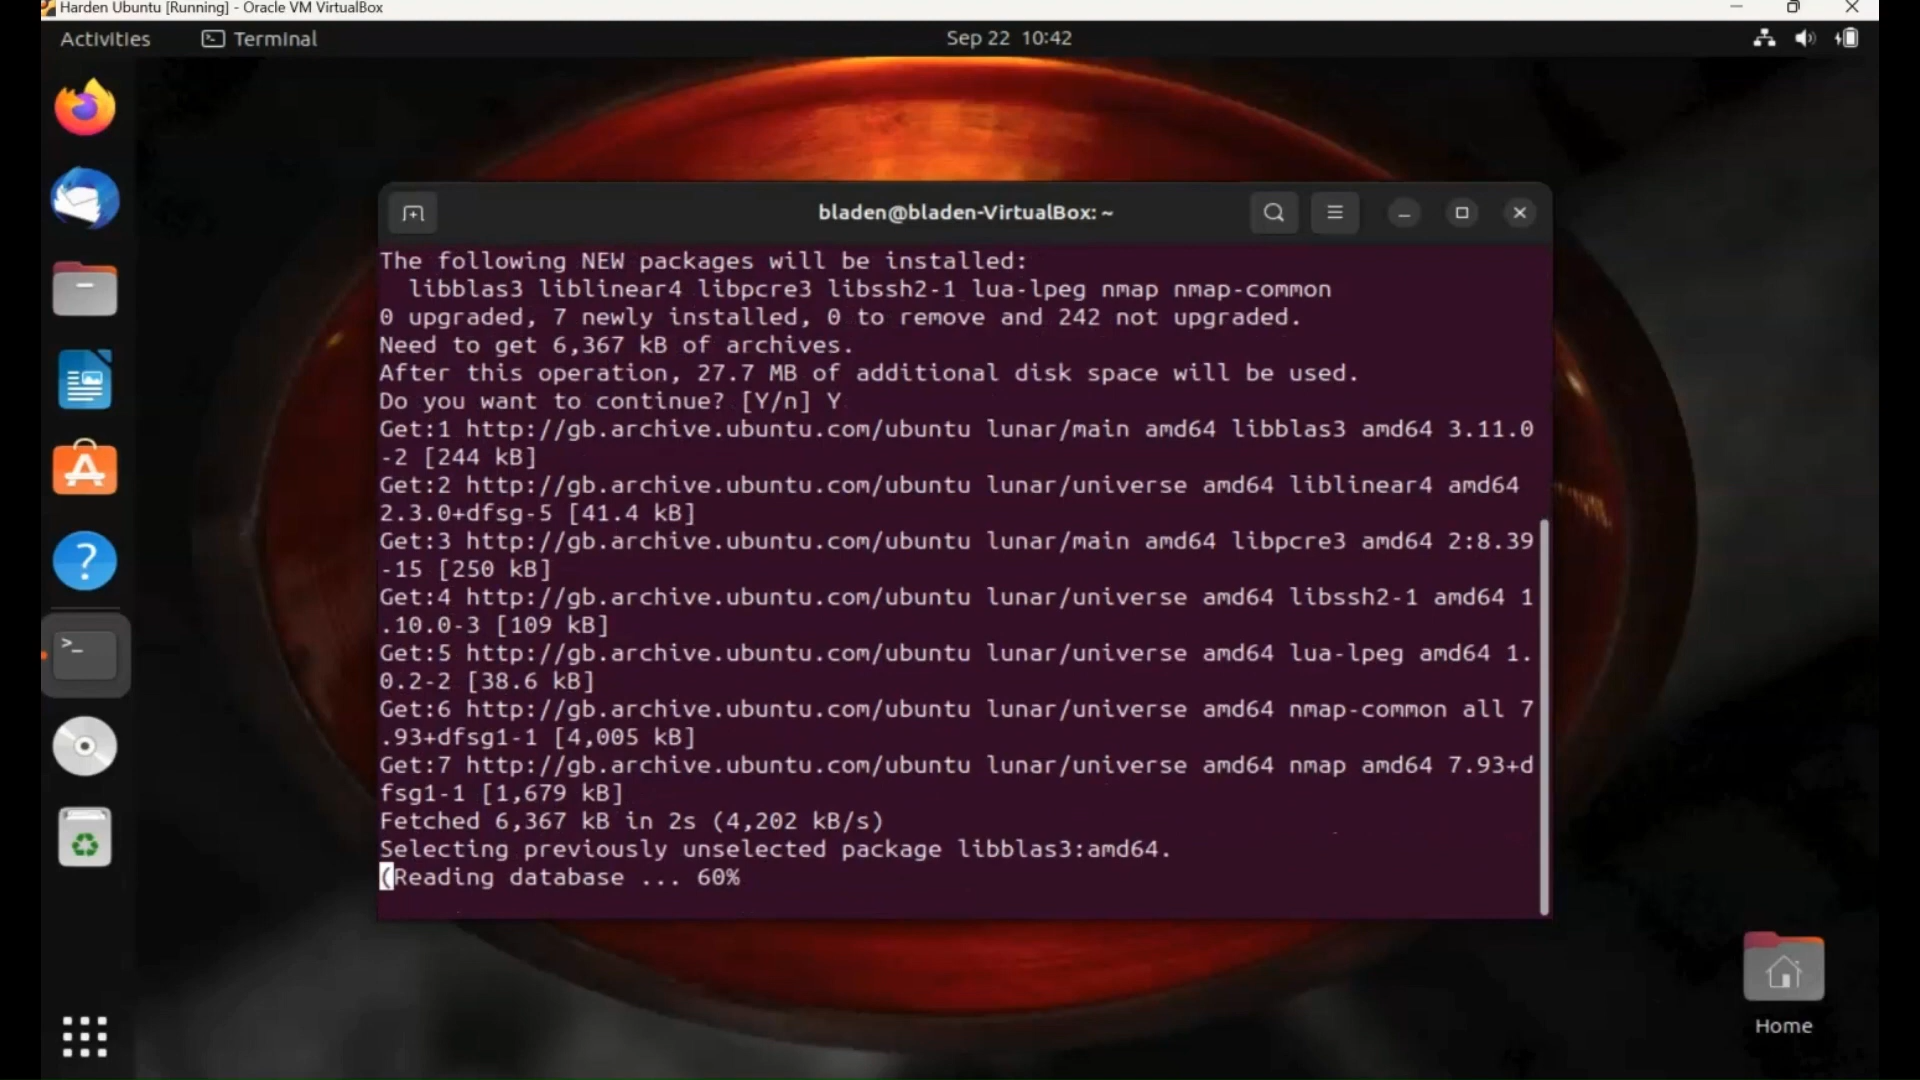 Harden Ubuntu [Running] - Oracle VM VirtualBox
Activities
Terminal
Sep 22 10:42
bladen@bladen-VirtualBox: ~
The following NEW packages will be installed:
libblas3 liblinear4 libpcre3 libssh2-1 lua-lpeg nmap nmap-common
0 upgraded, 7 newly installed, 0 to remove and 242 not upgraded.
Need to get 6,367 kB of archives.
After this operation, 27.7 MB of additional disk space will be used.
Do you want to continue? [Y/n] Y
Get:1 http://gb.archive.ubuntu.com/ubuntu lunar/main amd64 libblas3 amd64 3.11.0
-2 [244 kB]
Get:2 http://gb.archive.ubuntu.com/ubuntu lunar/universe amd64 liblinear4 amd64
2.3.0+dfsg-5 [41.4 kB]
Get:3 http://gb.archive.ubuntu.com/ubuntu lunar/main amd64 libpcre3 amd64 2:8.39
-15 [250 kB]
Get:4 http://gb.archive.ubuntu.com/ubuntu lunar/universe amd64 libssh2-1 amd64 1
.10.0-3 [109 kB]
Get:5 http://gb.archive.ubuntu.com/ubuntu lunar/universe amd64 lua-lpeg amd64 1.
0.2-2 [38.6 kB]
Get:6 http://gb.archive.ubuntu.com/ubuntu lunar/universe amd64 nmap-common all 7
.93+dfsg1-1 [4,005 kB]
Get:7 http://gb.archive.ubuntu.com/ubuntu lunar/universe amd64 nmap amd64 7.93+d
fsg1-1 [1,679 kB]
Fetched 6,367 kB in 2s (4,202 kB/s)
Selecting previously unselected package libblas3:amd64.
(Reading database ... 60%
Home